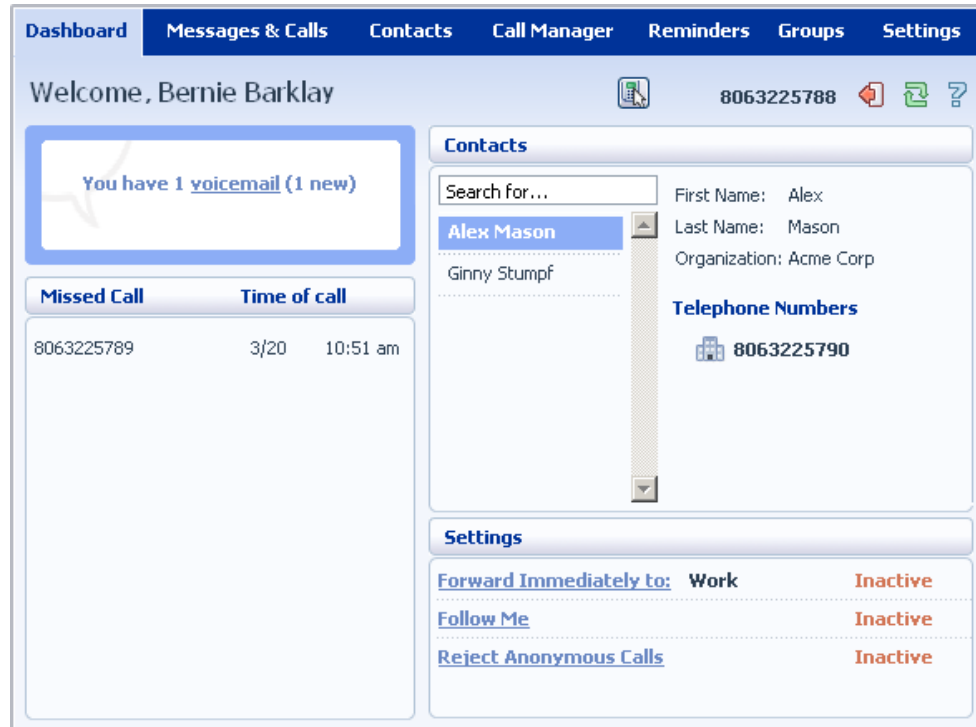 Dashboard Messages & Calls Contacts Call Manager Reminders Groups Settings
Welcome, Bernie Barklay 8063225788
You have 1 voicemail (1 new)
Missed Call Time of call
8063225789 3/20 10:51 am
Contacts
Search for...
Alex Mason
Ginny Stumpf
First Name: Alex
Last Name: Mason
Organization: Acme Corp
Telephone Numbers
8063225790
Settings
Forward Immediately to: Work Inactive
Follow Me Inactive
Reject Anonymous Calls Inactive